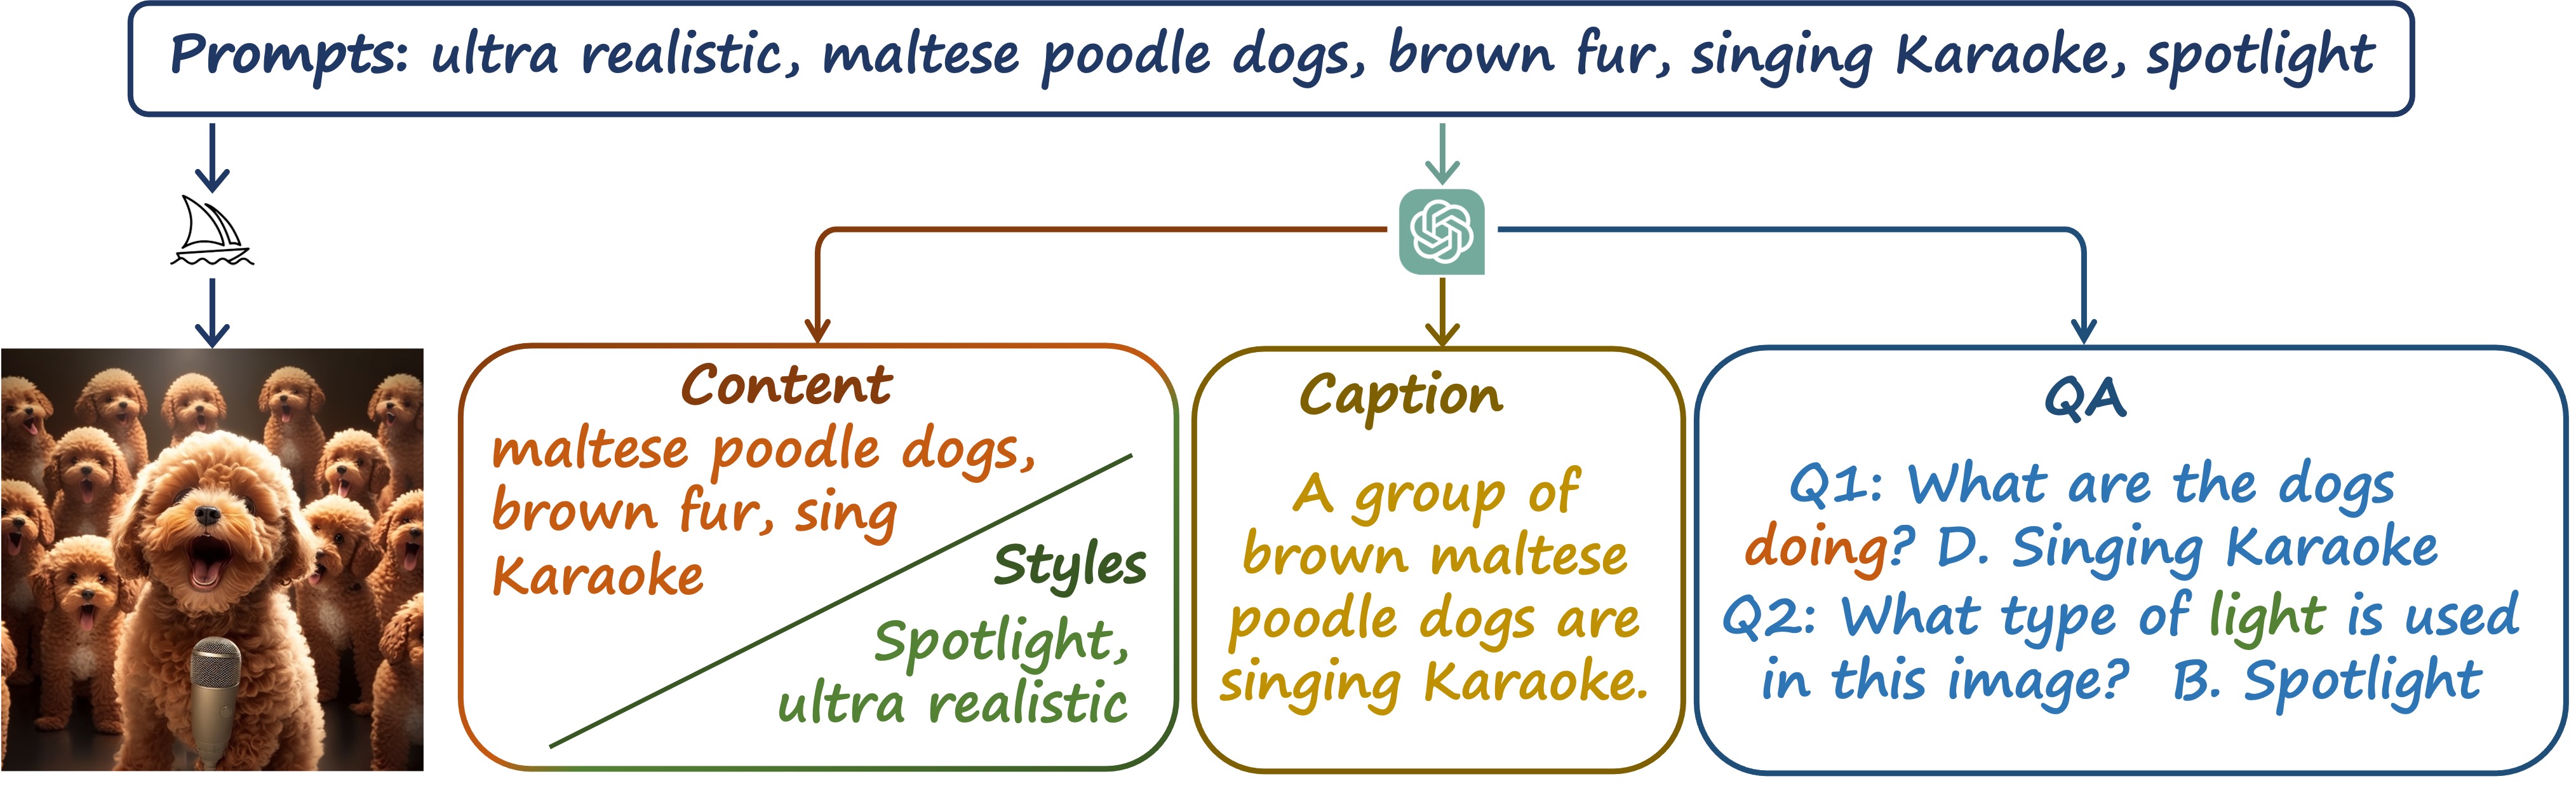 Prompts: ultra realistic, maltese poodle dogs, brown fur, singing Karaoke, spotlight
Content
maltese poodle dogs,
brown fur, sing
Karaoke
Styles
Spotlight,
ultra realistic
Caption
A group of
brown maltese
poodle dogs are
singing Karaoke.
QA
Q1: What are the dogs
doing? D. Singing Karaoke
Q2: What type of light is used
in this image? B. Spotlight